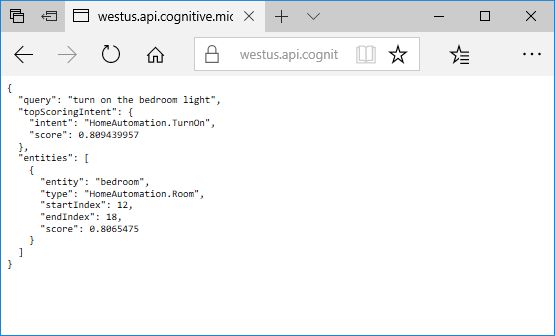 westus.api.cognitive.mic
westus.api.cognit
{
  "query": "turn on the bedroom light",
  "topScoringIntent": {
    "intent": "HomeAutomation.TurnOn",
    "score": 0.809439957
  },
  "entities": [
    {
      "entity": "bedroom",
      "type": "HomeAutomation.Room",
      "startIndex": 12,
      "endIndex": 18,
      "score": 0.8065475
    }
  ]
}